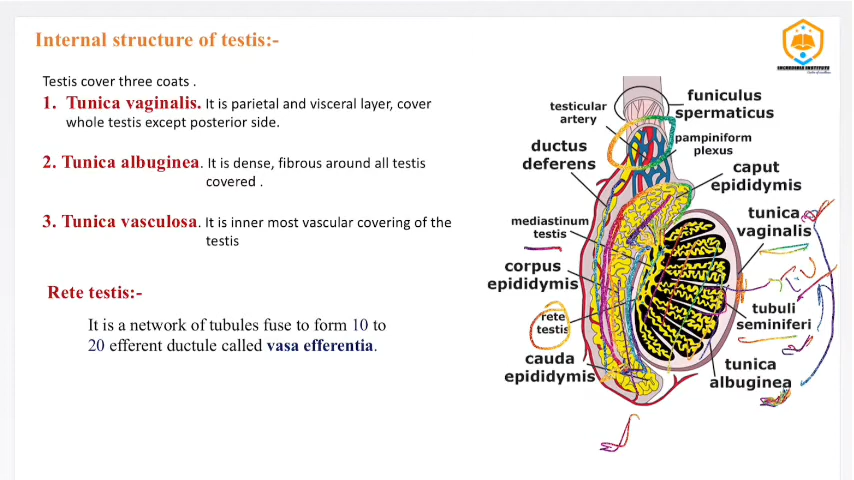 Internal structure of testis:-
Testis cover three coats .
1. Tunica vaginalis. It is parietal and visceral layer, cover
whole testis except posterior side.
2. Tunica albuginea. It is dense, fibrous around all testis
covered .
3. Tunica vasculosa. It is inner most vascular covering of the
testis
Rete testis:-
It is a network of tubules fuse to form 10 to
20 efferent ductule called vasa efferentia.
funiculus
spermaticus
testicular
artery
pampiniform
plexus
ductus
deferens
caput
epididymis
mediastinum
testis
tunica
vaginalis
corpus
epididymis
rete
testis
tubuli
seminiferi
cauda
epididymis
tunica
albuginea